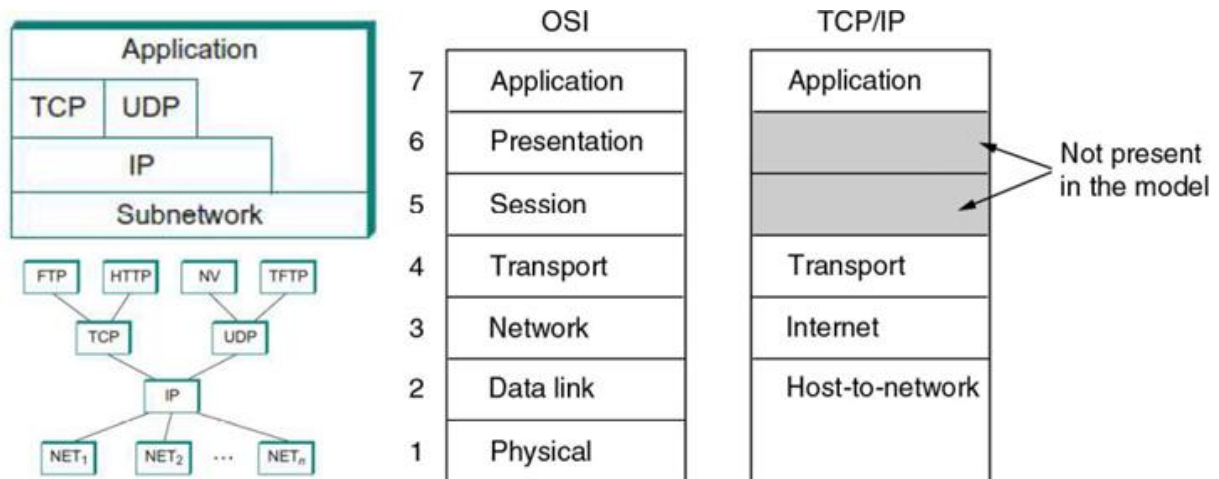 Application
TCP UDP
IP
Subnetwork
FTP HTTP NV TFTP
TCP UDP
IP
NET1 NET2 ... NETn
OSI TCP/IP
7 Application Application
6 Presentation
5 Session
Not present
in the model
4 Transport Transport
3 Network Internet
2 Data link Host-to-network
1 Physical